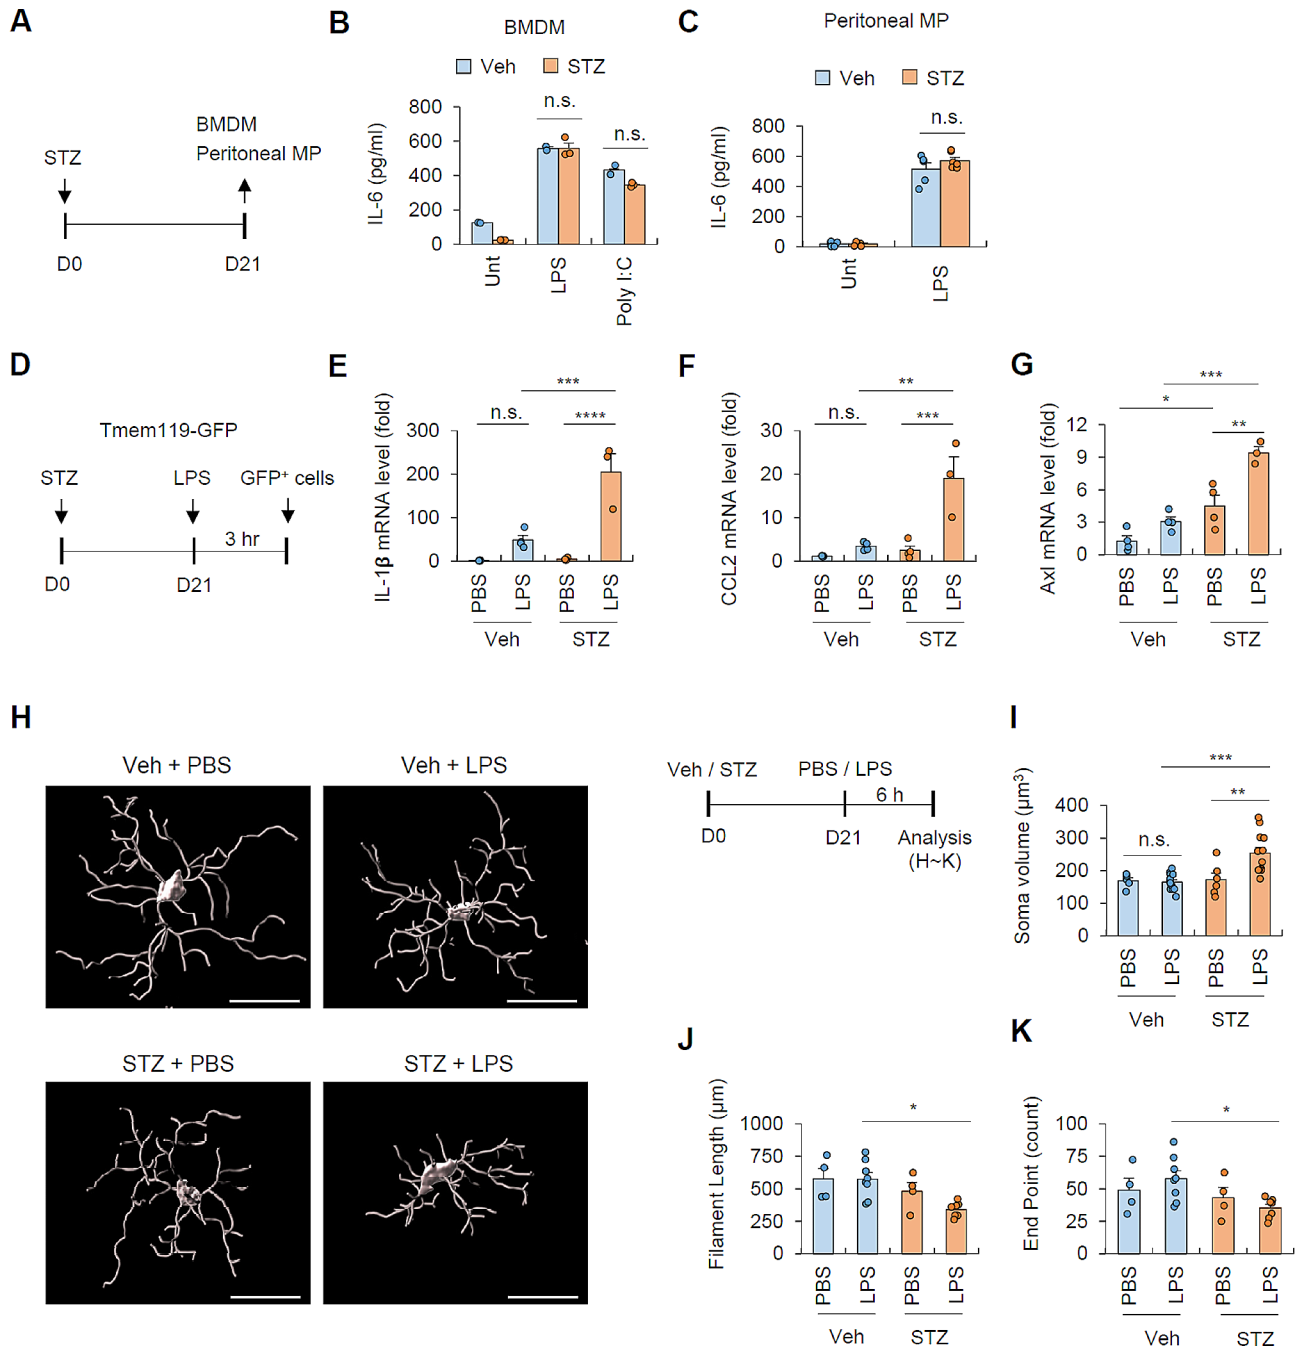 A
STZ
BMDM
Peritoneal MP
D0
D21
B
BMDM
Veh
STZ
IL-6 (pg/ml)
800
600
400
200
0
n.s.
n.s.
Unt
LPS
Poly I:C
C
Peritoneal MP
Veh
STZ
IL-6 (pg/ml)
800
600
400
200
0
n.s.
Unt
LPS
D
Tmem119-GFP
STZ
LPS
GFP⁺ cells
3 hr
D0
D21
E
IL-1β mRNA level (fold)
300
200
100
0
***
n.s.
****
PBS
LPS
PBS
LPS
Veh
STZ
F
CCL2 mRNA level (fold)
30
20
10
0
**
n.s.
***
PBS
LPS
PBS
LPS
Veh
STZ
G
Axl mRNA level (fold)
12
9
6
3
0
***
*
**
PBS
LPS
PBS
LPS
Veh
STZ
H
Veh + PBS
Veh + LPS
STZ + PBS
STZ + LPS
Veh / STZ
PBS / LPS
6 h
D0
D21
Analysis
(H~K)
I
Soma volume (μm³)
400
300
200
100
0
***
**
n.s.
PBS
LPS
PBS
LPS
Veh
STZ
J
Filament Length (μm)
1000
750
500
250
0
*
PBS
LPS
PBS
LPS
Veh
STZ
K
End Point (count)
100
75
50
25
0
*
PBS
LPS
PBS
LPS
Veh
STZ